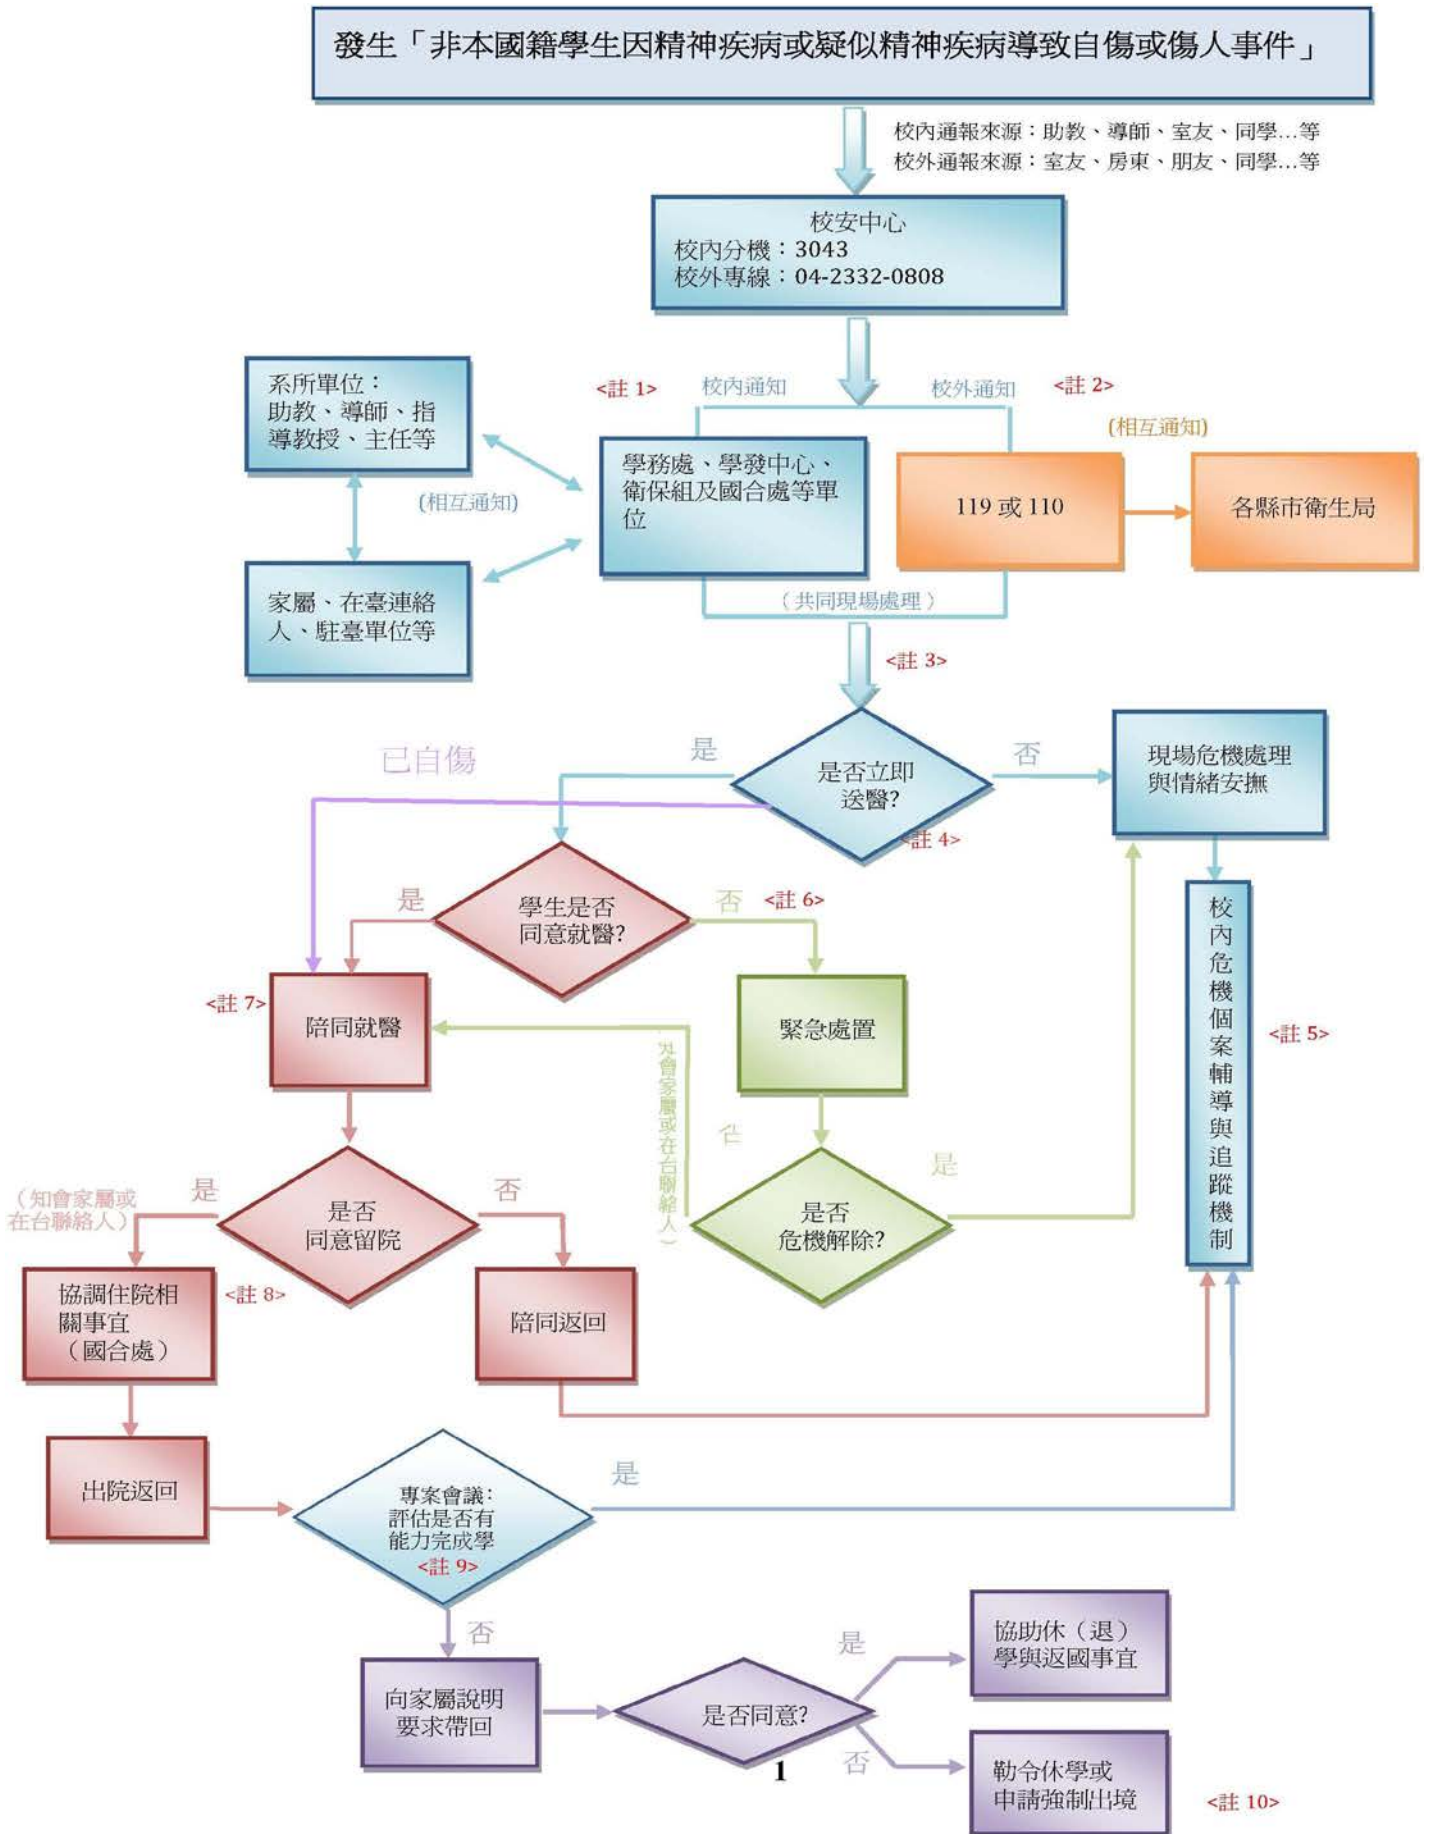 發生「非本國籍學生因精神疾病或疑似精神疾病導致自傷或傷人事件」
校內通報來源：助教、導師、室友、同學...等
校外通報來源：室友、房東、朋友、同學...等
校安中心
校內分機：3043
校外專線：04-2332-0808
<註 1>
校內通知
校外通知
<註 2>
系所單位：
助教、導師、指
導教授、主任等
(相互通知)
家屬、在臺連絡
人、駐臺單位等
學務處、學發中心、
衛保組及國合處等單
位
119 或 110
(相互通知)
各縣市衛生局
（共同現場處理）
<註 3>
是否立即
送醫?
<註 4>
是
否
已自傷
現場危機處理
與情緒安撫
校內危機個案輔導與追蹤機制
<註 5>
學生是否
同意就醫?
是
否
<註 6>
<註 7>
陪同就醫
緊急處置
會家屬或在台聯絡人）
是否
危機解除?
是
是否
同意留院
是
否
（知會家屬或
在台聯絡人）
協調住院相
關事宜
（國合處）
<註 8>
陪同返回
出院返回
專案會議：
評估是否有
能力完成學
<註 9>
是
否
向家屬說明
要求帶回
是否同意?
是
否
協助休（退）
學與返國事宜
勒令休學或
申請強制出境
<註 10>
1